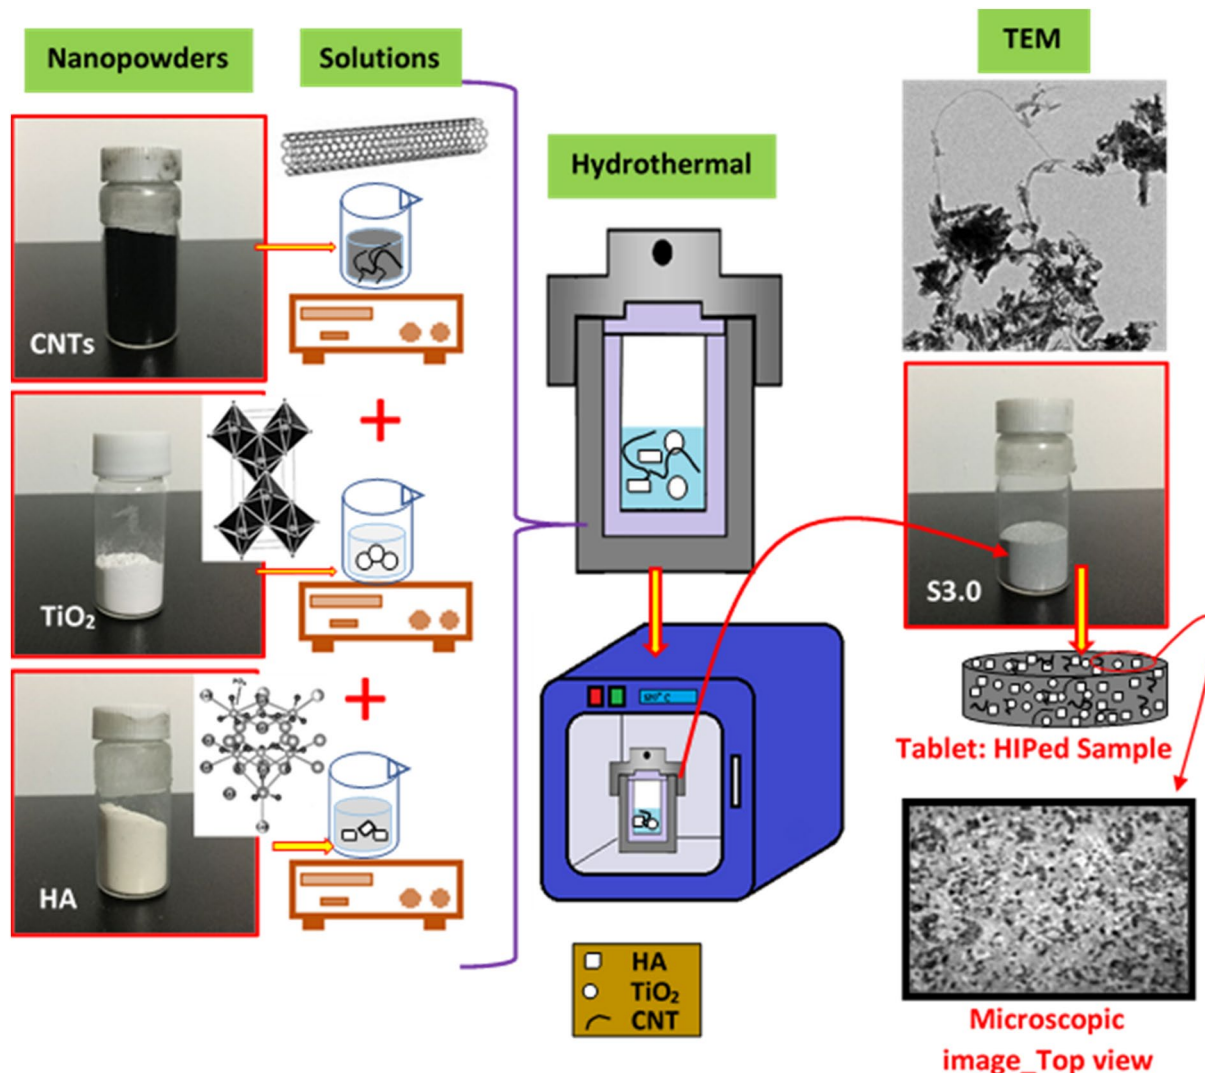 Nanopowders
Solutions
CNTs
TiO₂
HA
Hydrothermal
HA
TiO₂
CNT
TEM
S3.0
Tablet: HIPed Sample
Microscopic
image_Top view